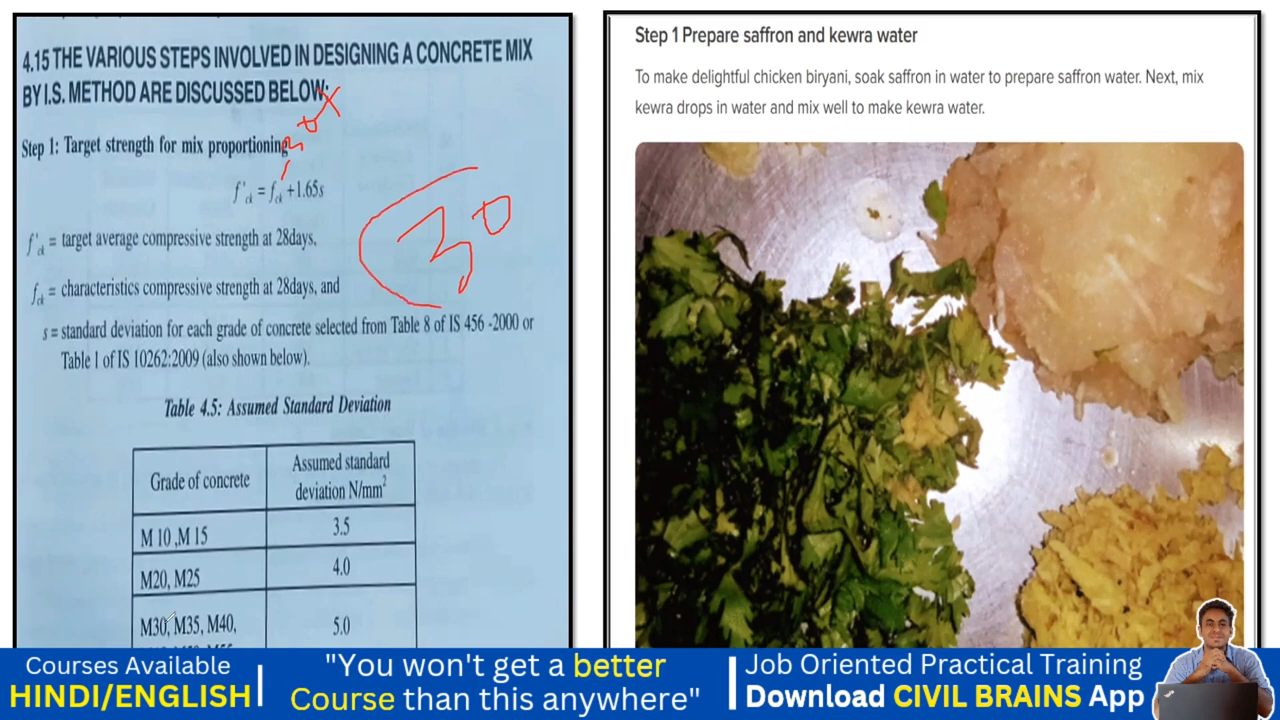 4.15 THE VARIOUS STEPS INVOLVED IN DESIGNING A CONCRETE MIX
BY I.S. METHOD ARE DISCUSSED BELOW:
Step 1: Target strength for mix proportioning
f'ck = fck +1.65s
f'ck = target average compressive strength at 28days,
fck = characteristics compressive strength at 28days, and
s = standard deviation for each grade of concrete selected from Table 8 of IS 456 -2000 or
Table 1 of IS 10262:2009 (also shown below).
Table 4.5: Assumed Standard Deviation
Grade of concrete
Assumed standard
deviation N/mm²
M 10 ,M 15
3.5
M20, M25
4.0
M30, M35, M40,
5.0
30
Step 1 Prepare saffron and kewra water
To make delightful chicken biryani, soak saffron in water to prepare saffron water. Next, mix
kewra drops in water and mix well to make kewra water.
Courses Available
HINDI/ENGLISH
"You won't get a better
Course than this anywhere"
Job Oriented Practical Training
Download CIVIL BRAINS App